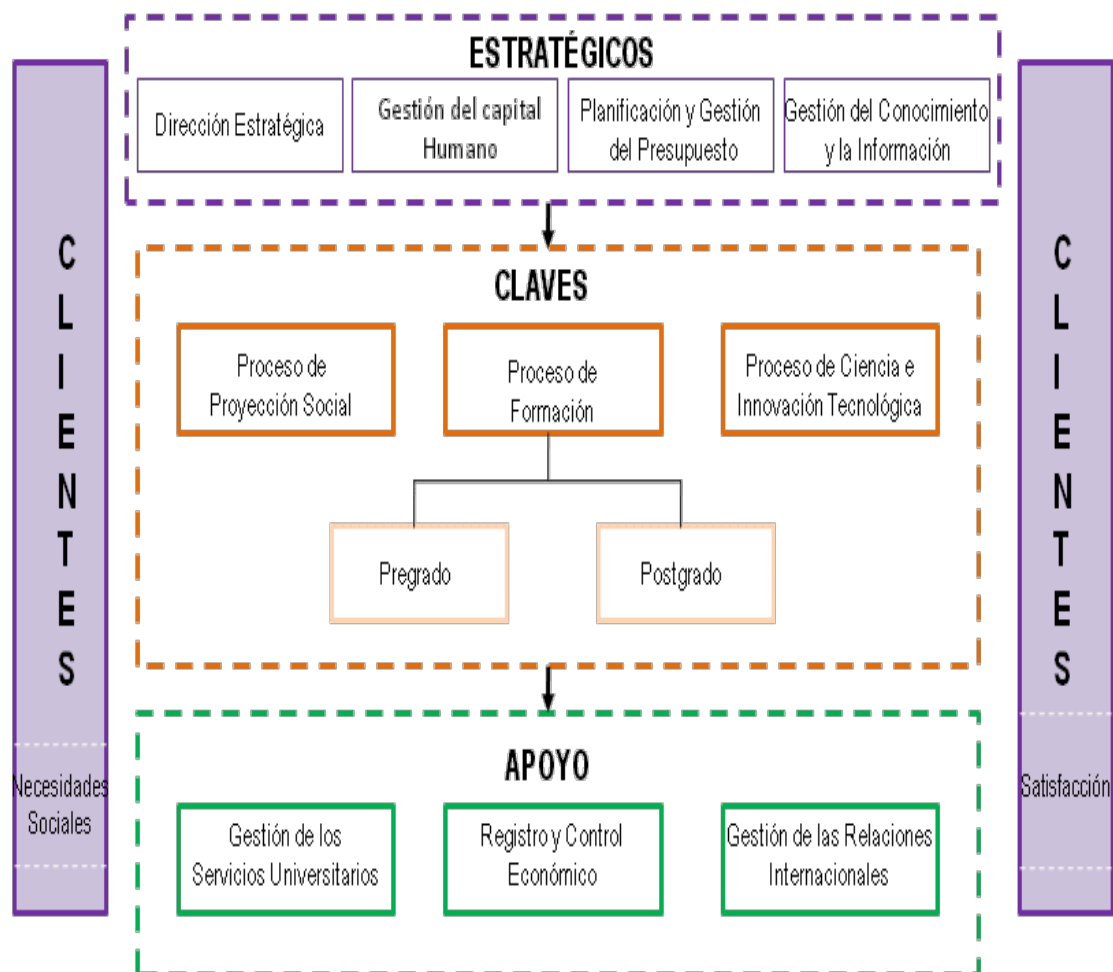 ESTRATÉGICOS
Dirección Estratégica
Gestión del capital
Humano
Planificación y Gestión
del Presupuesto
Gestión del Conocimiento
y la Información
CLIENTES
Necesidades
Sociales
CLAVES
Proceso de
Proyección Social
Proceso de
Formación
Proceso de Ciencia e
Innovación Tecnológica
Pregrado
Postgrado
APOYO
Gestión de los
Servicios Universitarios
Registro y Control
Económico
Gestión de las Relaciones
Internacionales
CLIENTES
Satisfacción